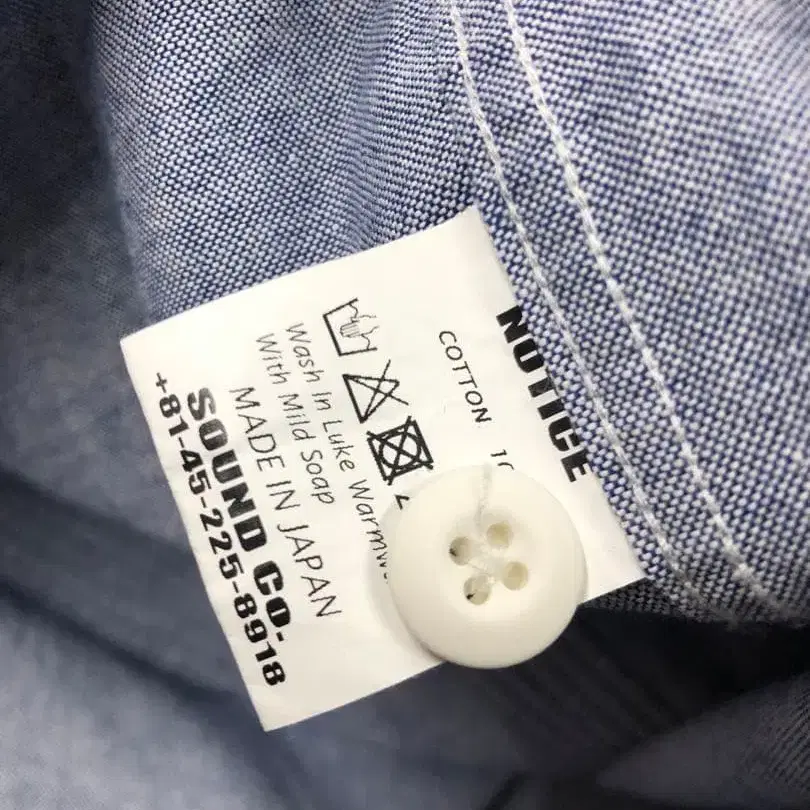 NOTICE
COTTON 10
Wash In Luke Warmw
With Mild Soap
MADE IN JAPAN
SOUND CO.
+81-45-225-8918